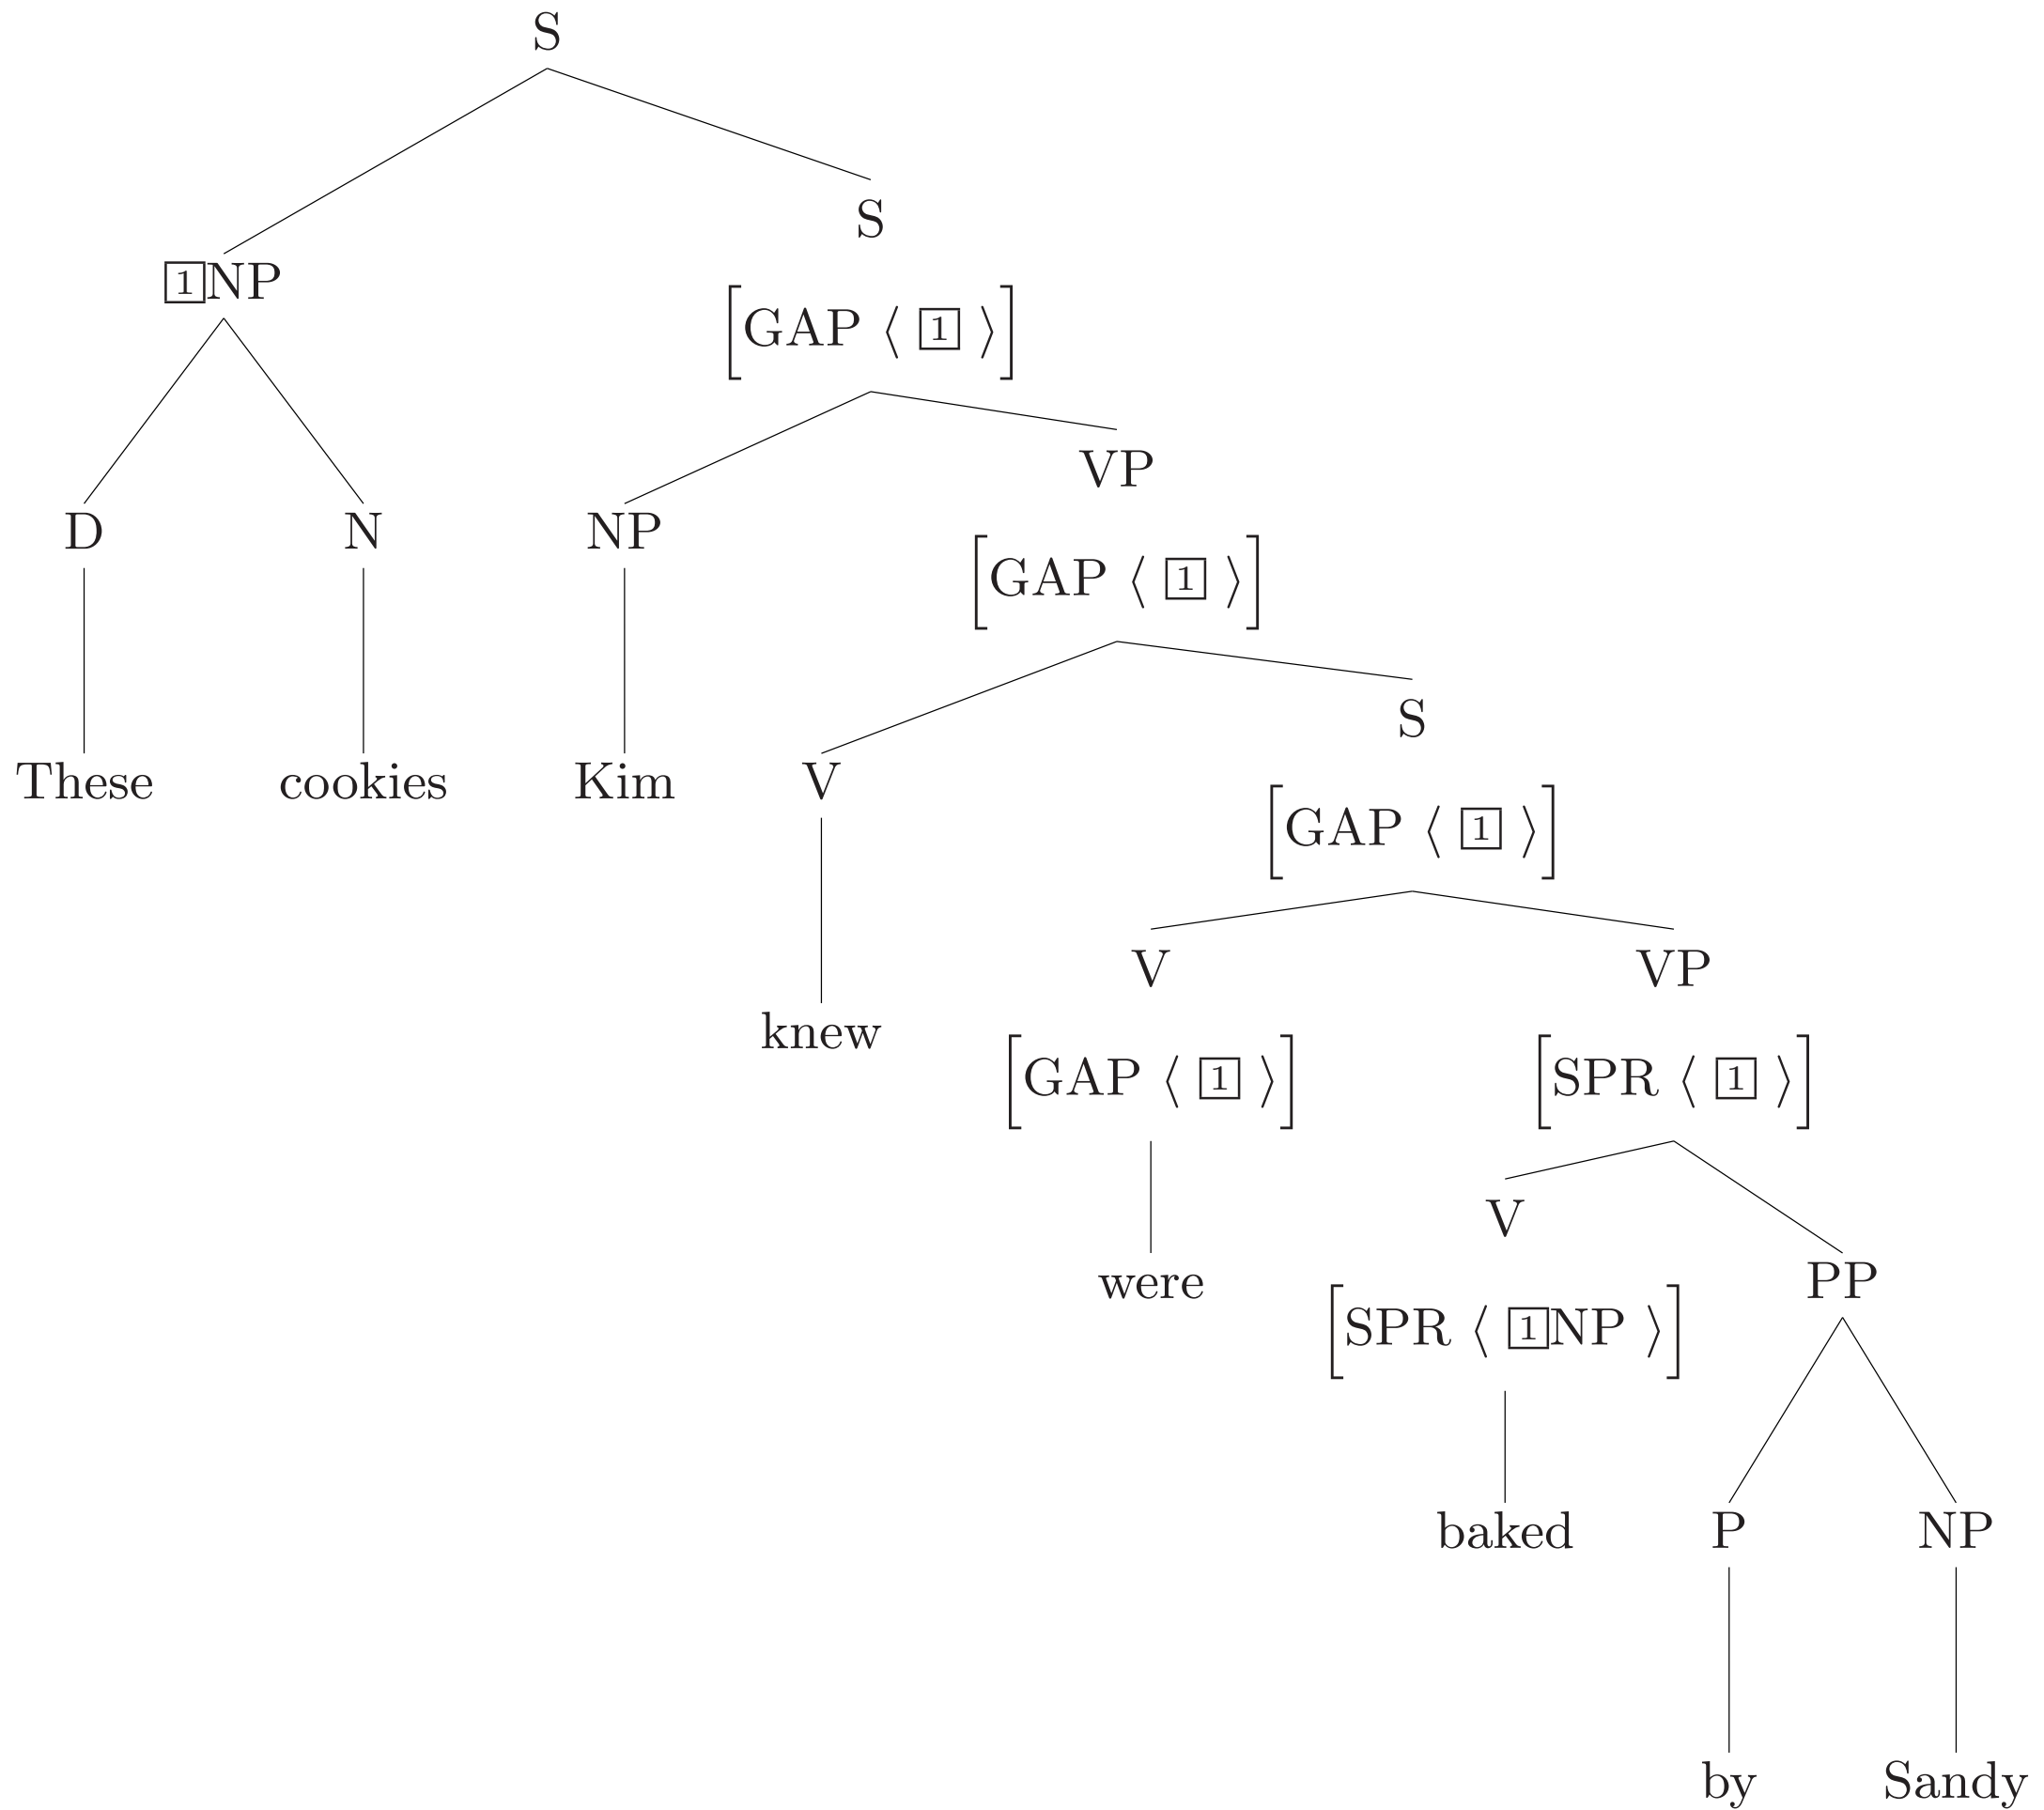 S
S
1NP
[GAP ⟨ 1 ⟩]
VP
D N NP
[GAP ⟨ 1 ⟩]
S
These cookies Kim V
[GAP ⟨ 1 ⟩]
V VP
knew
[GAP ⟨ 1 ⟩] [SPR ⟨ 1 ⟩]
V
were PP
[SPR ⟨ 1NP ⟩]
baked P NP
by Sandy